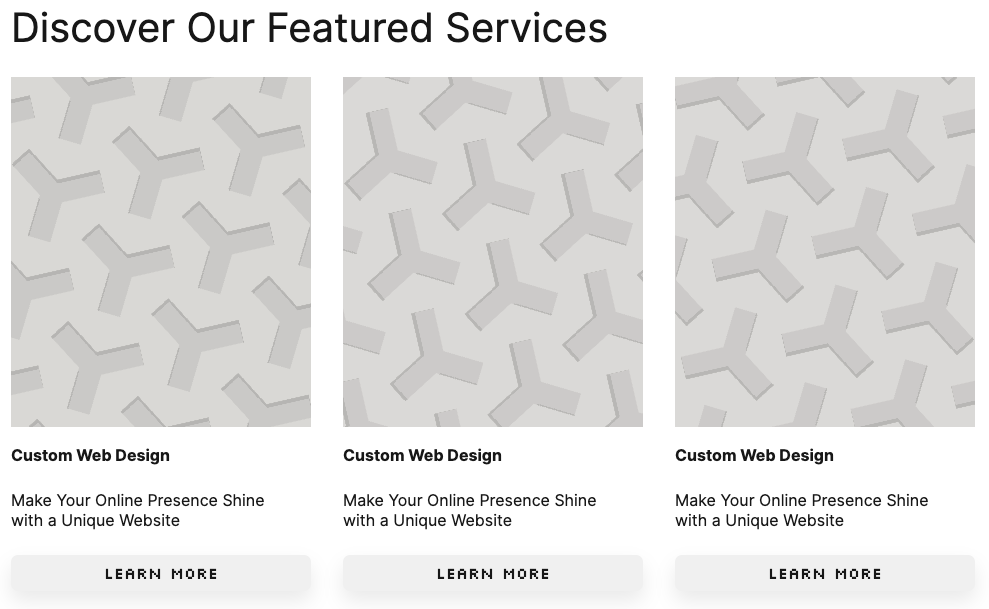 Discover Our Featured Services
Custom Web Design
Make Your Online Presence Shine
with a Unique Website
LEARN MORE
Custom Web Design
Make Your Online Presence Shine
with a Unique Website
LEARN MORE
Custom Web Design
Make Your Online Presence Shine
with a Unique Website
LEARN MORE